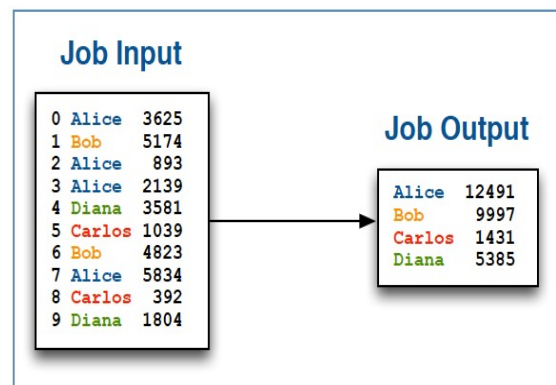 Job Input
0 Alice 3625
1 Bob 5174
2 Alice 893
3 Alice 2139
4 Diana 3581
5 Carlos 1039
6 Bob 4823
7 Alice 5834
8 Carlos 392
9 Diana 1804
Job Output
Alice 12491
Bob 9997
Carlos 1431
Diana 5385